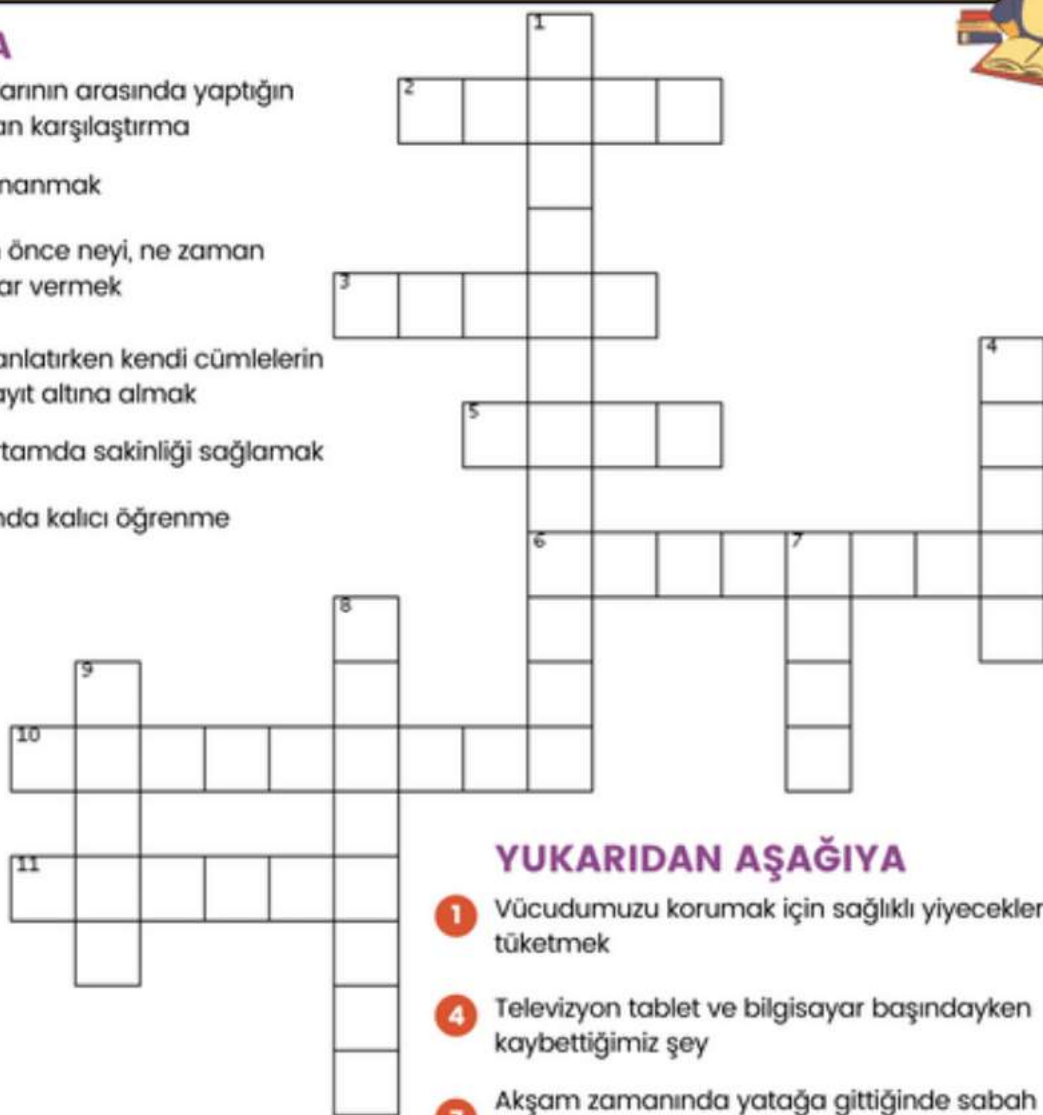 A
arının arasında yaptığın
an karşılaştırma
nanmak
önce neyi, ne zaman
ar vermek
anlatırken kendi cümlelerin
ayıt altına almak
tamda sakinliği sağlamak
nda kalıcı öğrenme
1
2
3
4
5
6
7
8
9
10
11
YUKARIDAN AŞAĞIYA
1 Vücudumuzu korumak için sağlıklı yiyecekler
tüketmek
4 Televizyon tablet ve bilgisayar başındayken
kaybettiğimiz şey
Akşam zamanında yatağa gittiğinde sabah